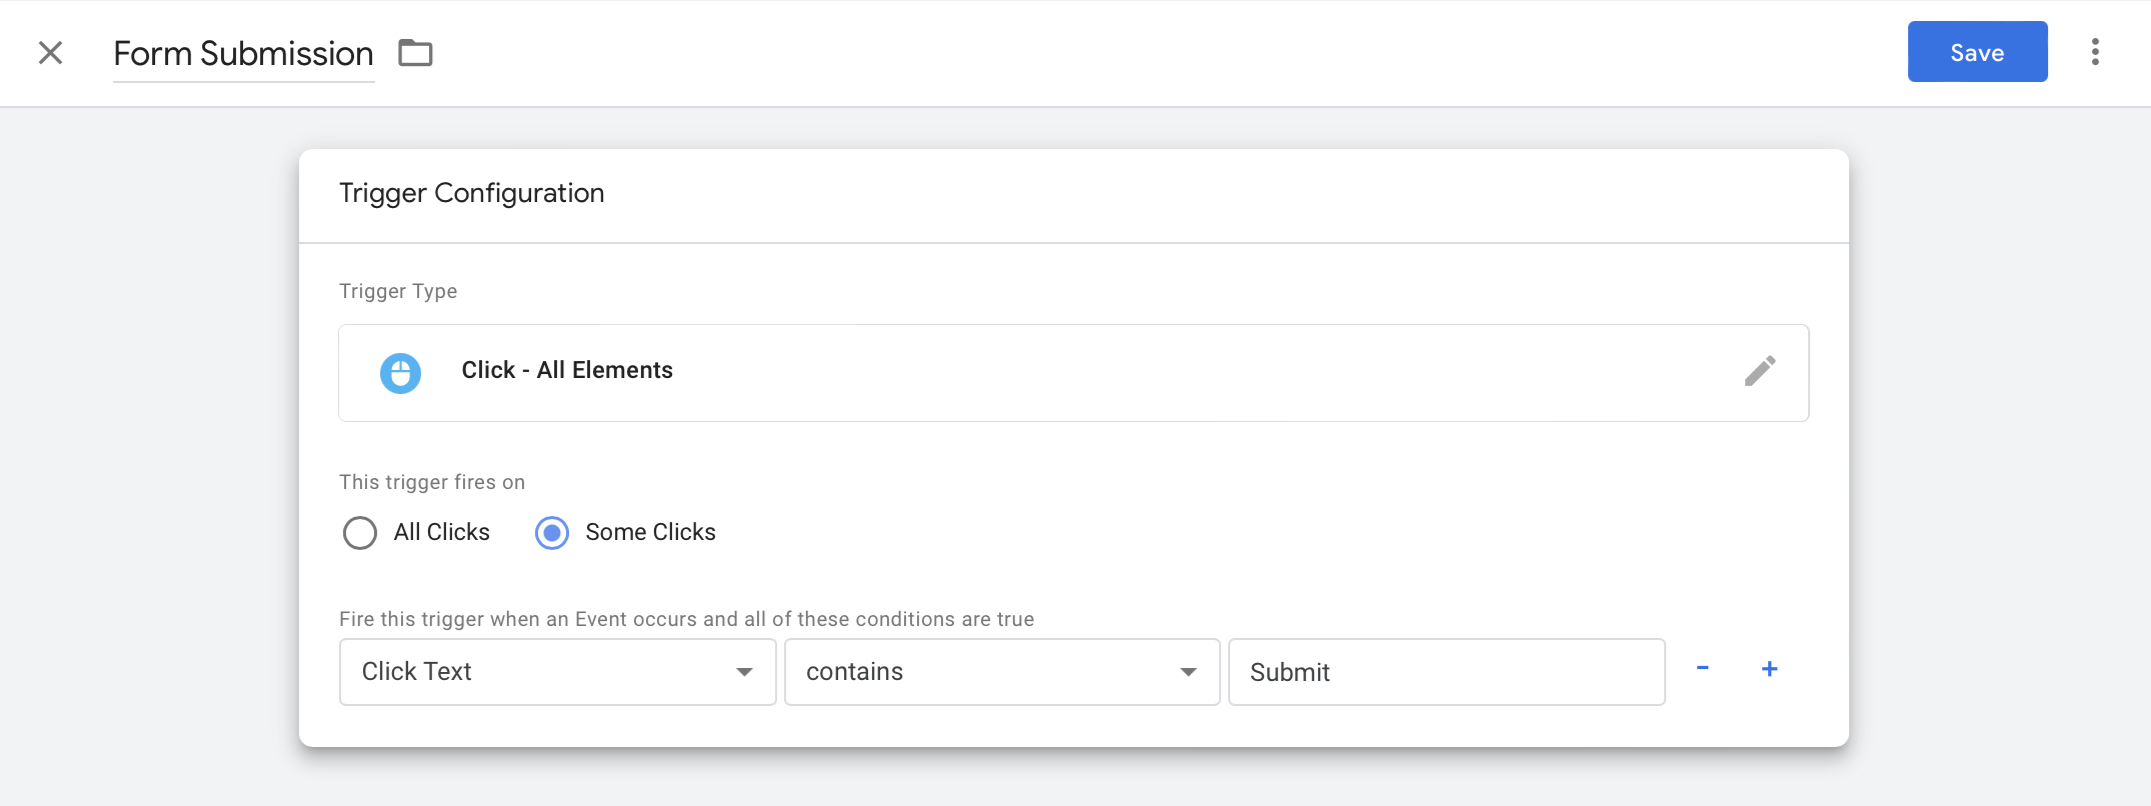 Form Submission
Save
Trigger Configuration
Trigger Type
Click - All Elements
This trigger fires on
All Clicks Some Clicks
Fire this trigger when an Event occurs and all of these conditions are true
Click Text contains Submit - +